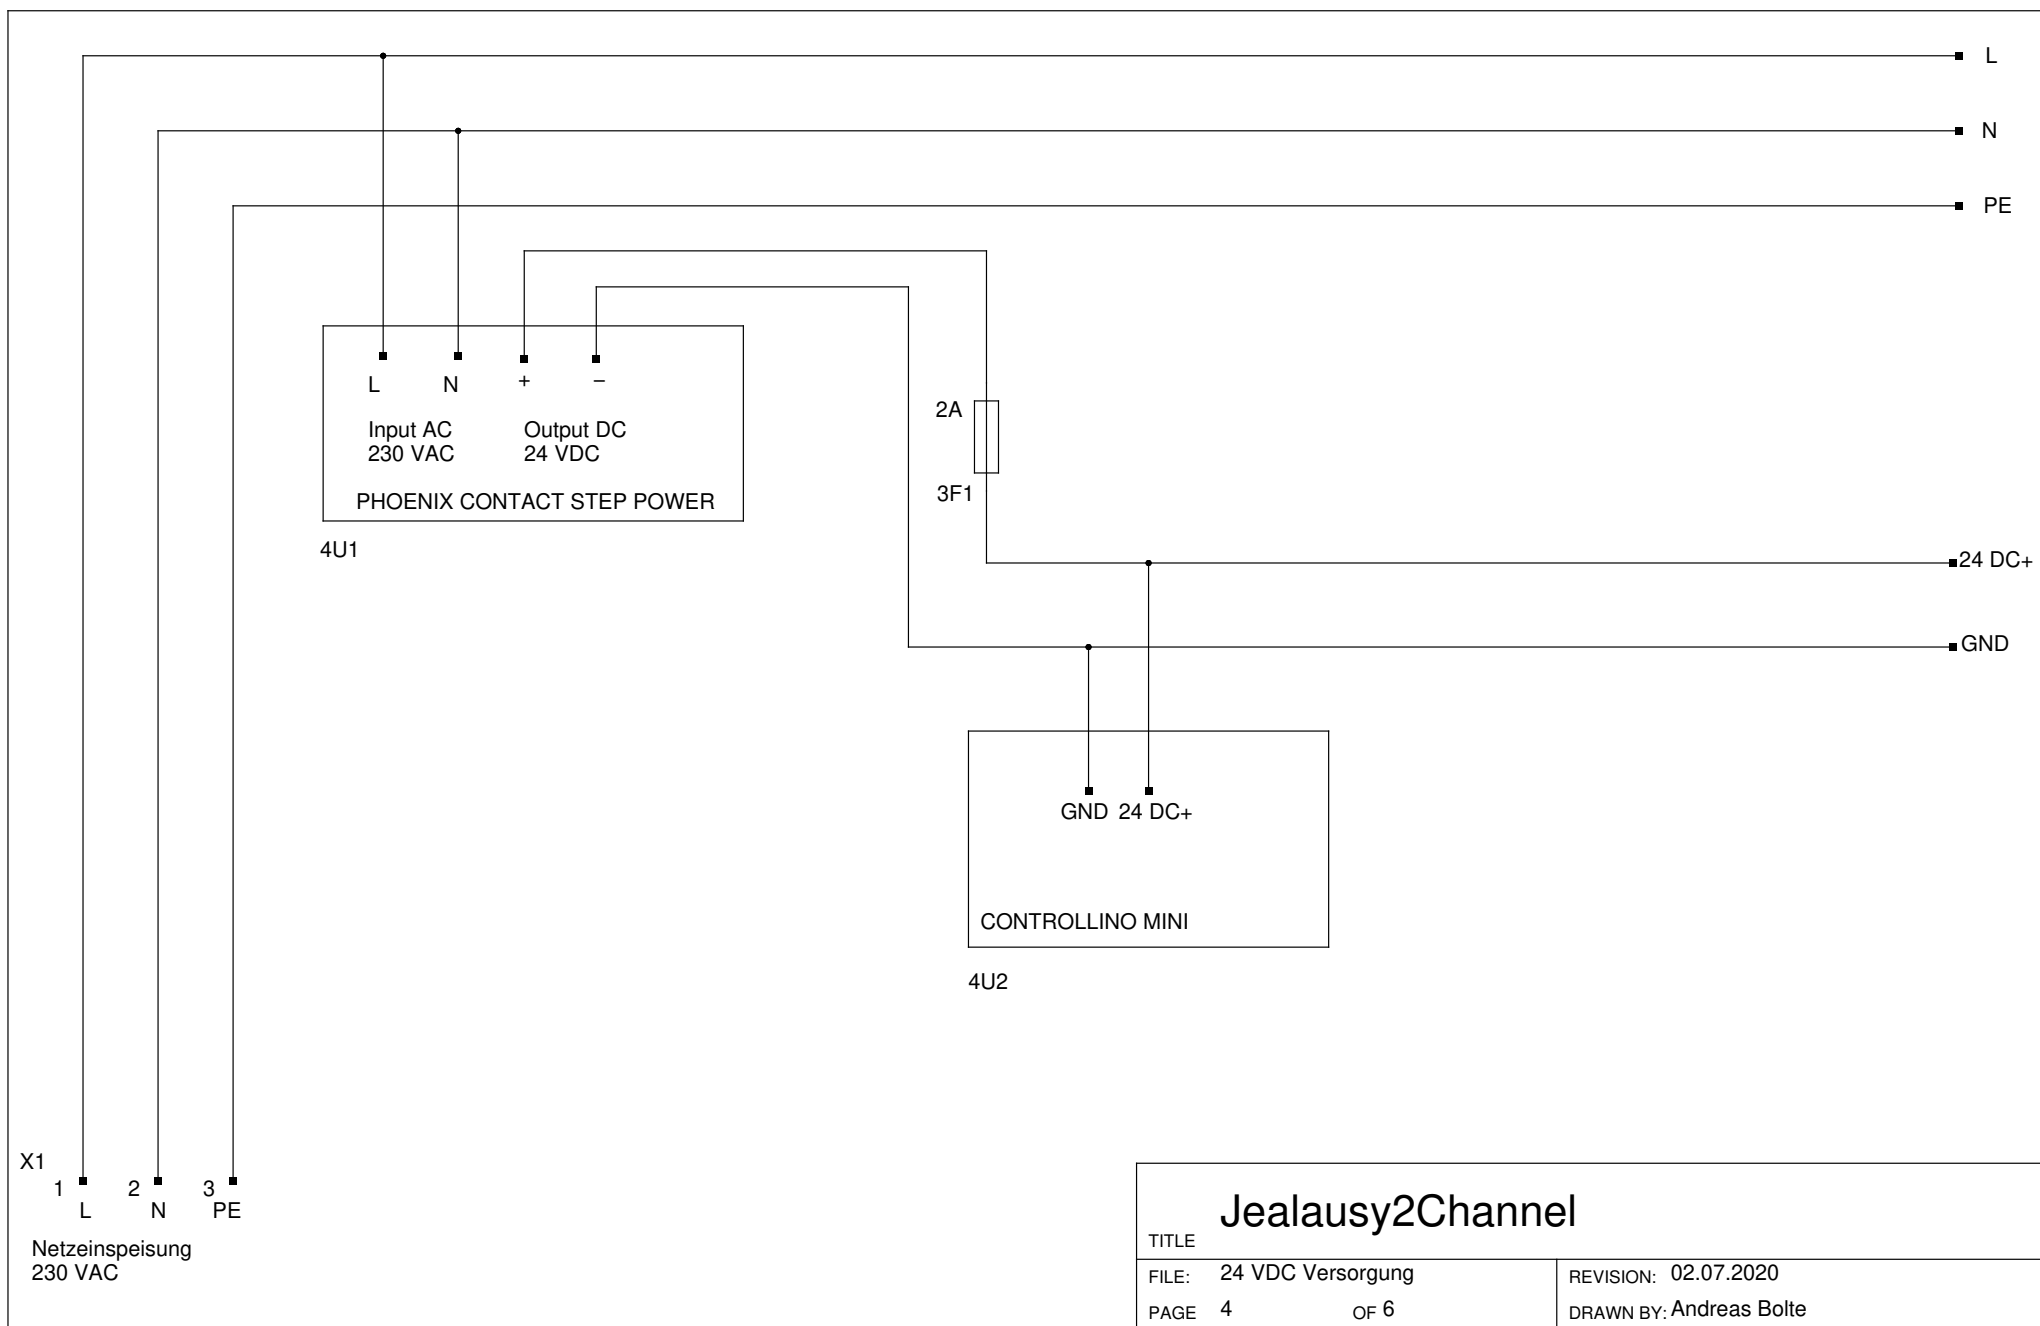 L
N
PE
L N + −
Input AC Output DC
230 VAC 24 VDC
PHOENIX CONTACT STEP POWER
4U1
2A
3F1
24 DC+
GND
GND 24 DC+
CONTROLLINO MINI
4U2
X1
1 2 3
L N PE
Netzeinspeisung
230 VAC
TITLE Jealausy2Channel
FILE: 24 VDC Versorgung REVISION: 02.07.2020
PAGE 4 OF 6 DRAWN BY: Andreas Bolte